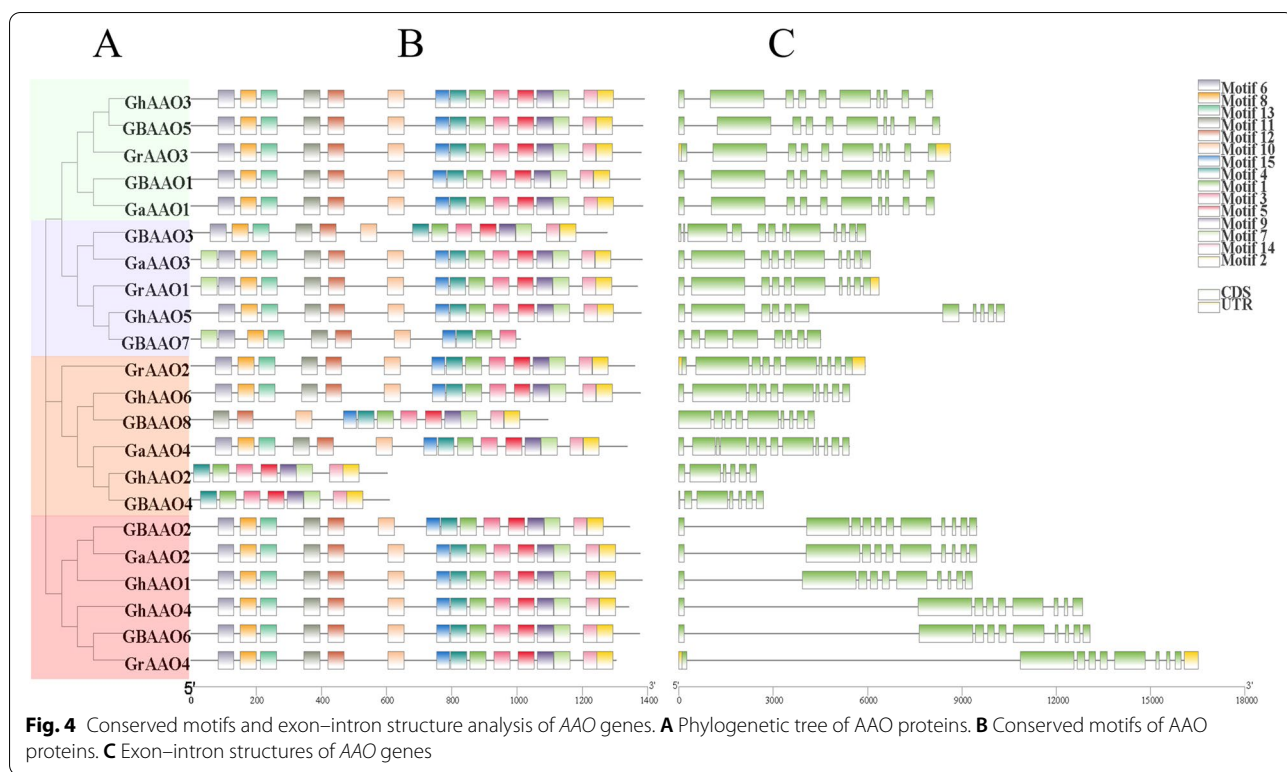 A B C
GhAAO3
GBAAO5
GrAAO3
GBAAO1
GaAAO1
GBAAO3
GaAAO3
GrAAO1
GhAAO5
GBAAO7
GrAAO2
GhAAO6
GBAAO8
GaAAO4
GhAAO2
GBAAO4
GBAAO2
GaAAO2
GhAAO1
GhAAO4
GBAAO6
GrAAO4
5' 3'
0 200 400 600 800 1000 1200 1400
5' 3'
0 3000 6000 9000 12000 15000 18000
Motif 6
Motif 8
Motif 13
Motif 11
Motif 12
Motif 10
Motif 15
Motif 4
Motif 1
Motif 3
Motif 5
Motif 9
Motif 7
Motif 14
Motif 2
CDS
UTR
Fig. 4 Conserved motifs and exon–intron structure analysis of AAO genes. A Phylogenetic tree of AAO proteins. B Conserved motifs of AAO
proteins. C Exon–intron structures of AAO genes